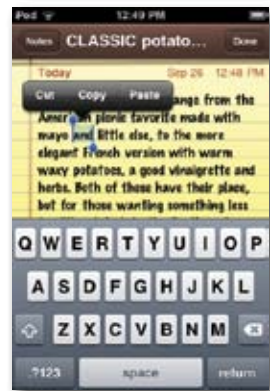 iPod 12:49 PM
Notes CLASSIC potato... Done
Today Sep 26 12:48 PM
Cut Copy Paste
ange from the
American picnic favorite made with
mayo and little else, to the more
elegant French version with warm
waxy potatoes, a good vinaigrette and
herbs. Both of these have their place,
but for those wanting something less
Q W E R T Y U I O P
A S D F G H J K L
Z X C V B N M
.?123 space return